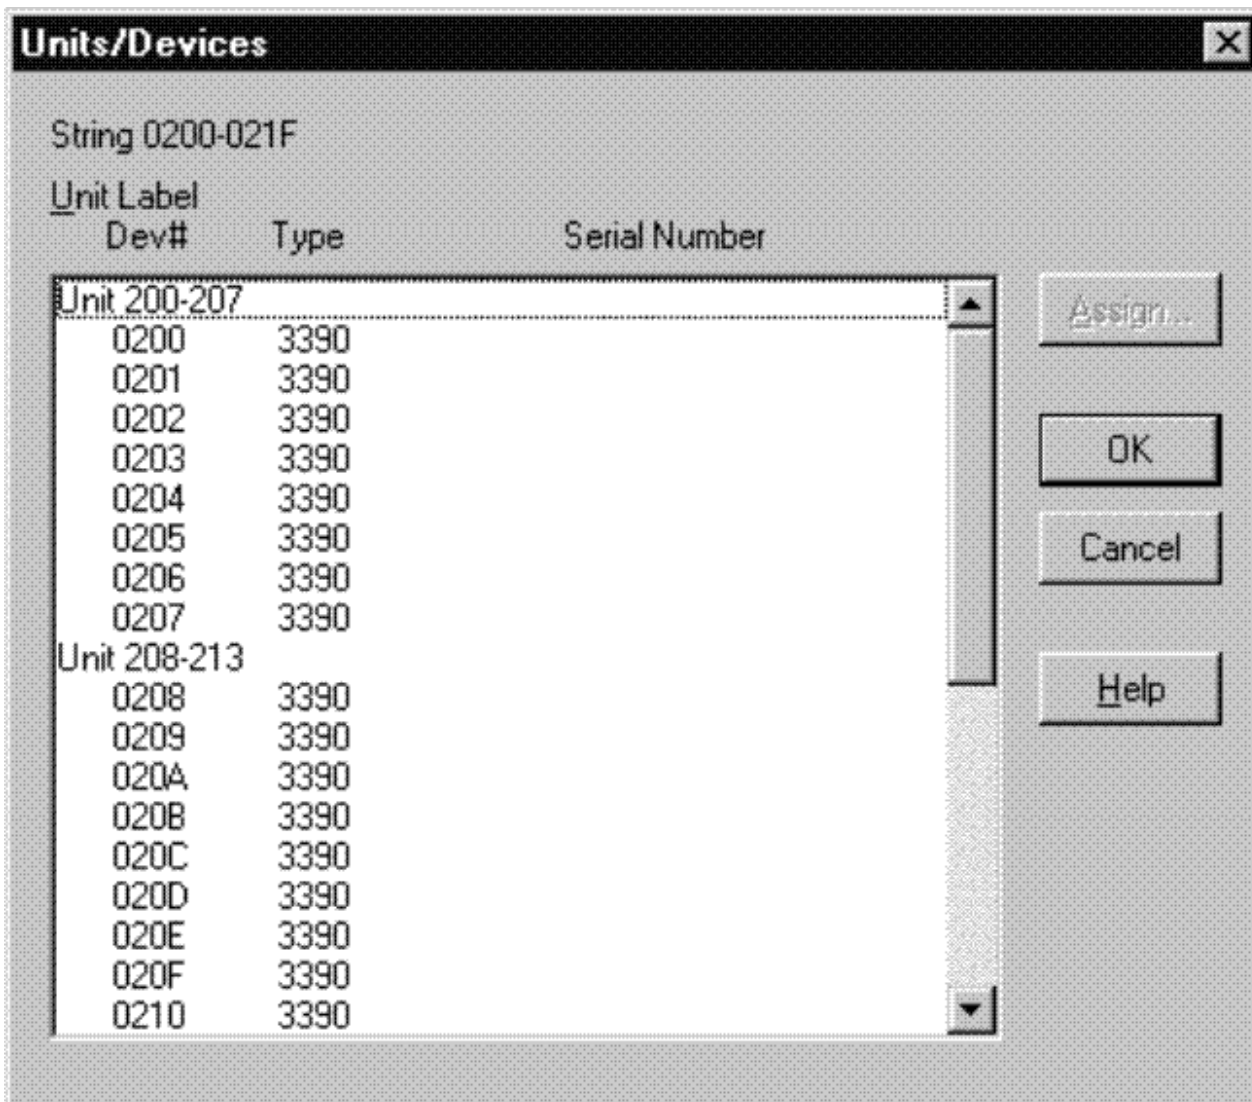 Units/Devices
String 0200-021F
Unit Label
Dev# Type Serial Number
Unit 200-207
0200 3390
0201 3390
0202 3390
0203 3390
0204 3390
0205 3390
0206 3390
0207 3390
Unit 208-213
0208 3390
0209 3390
020A 3390
020B 3390
020C 3390
020D 3390
020E 3390
020F 3390
0210 3390
Assign...
OK
Cancel
Help